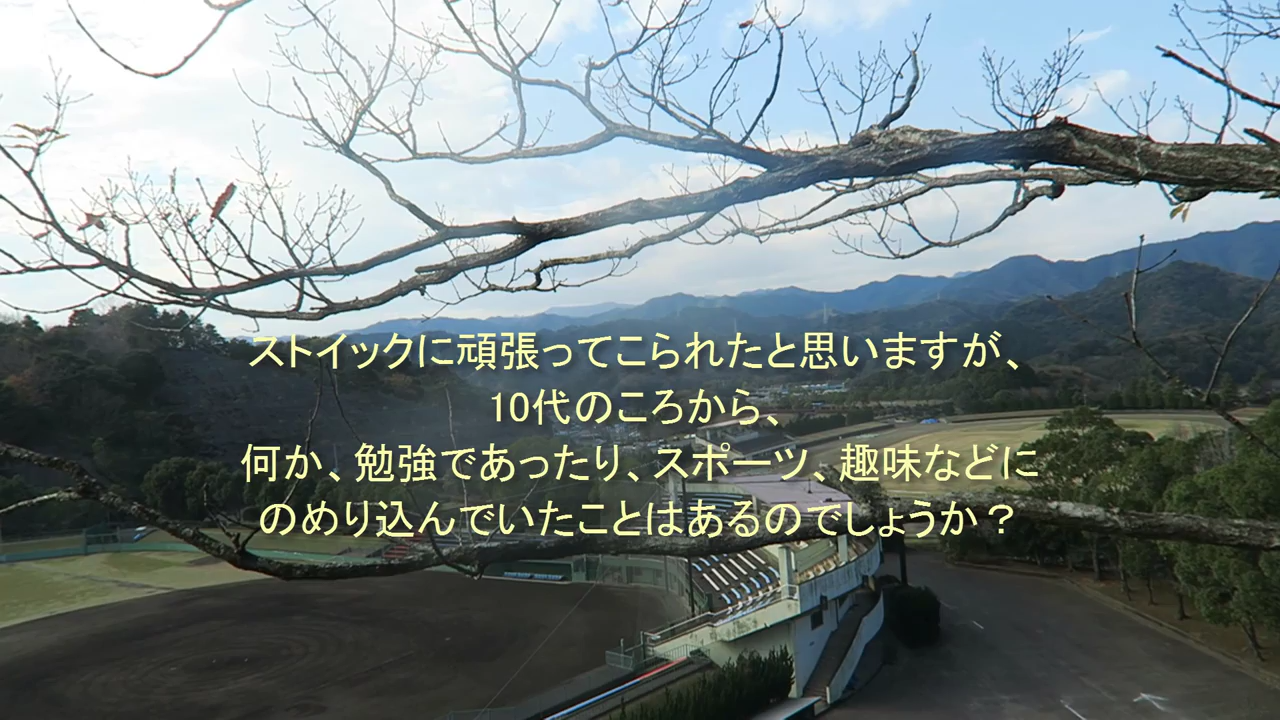 ストイックに頑張ってこられたと思いますが、
10代のころから、
何か、勉強であったり、スポーツ、趣味などに
のめり込んでいたことはあるのでしょうか？